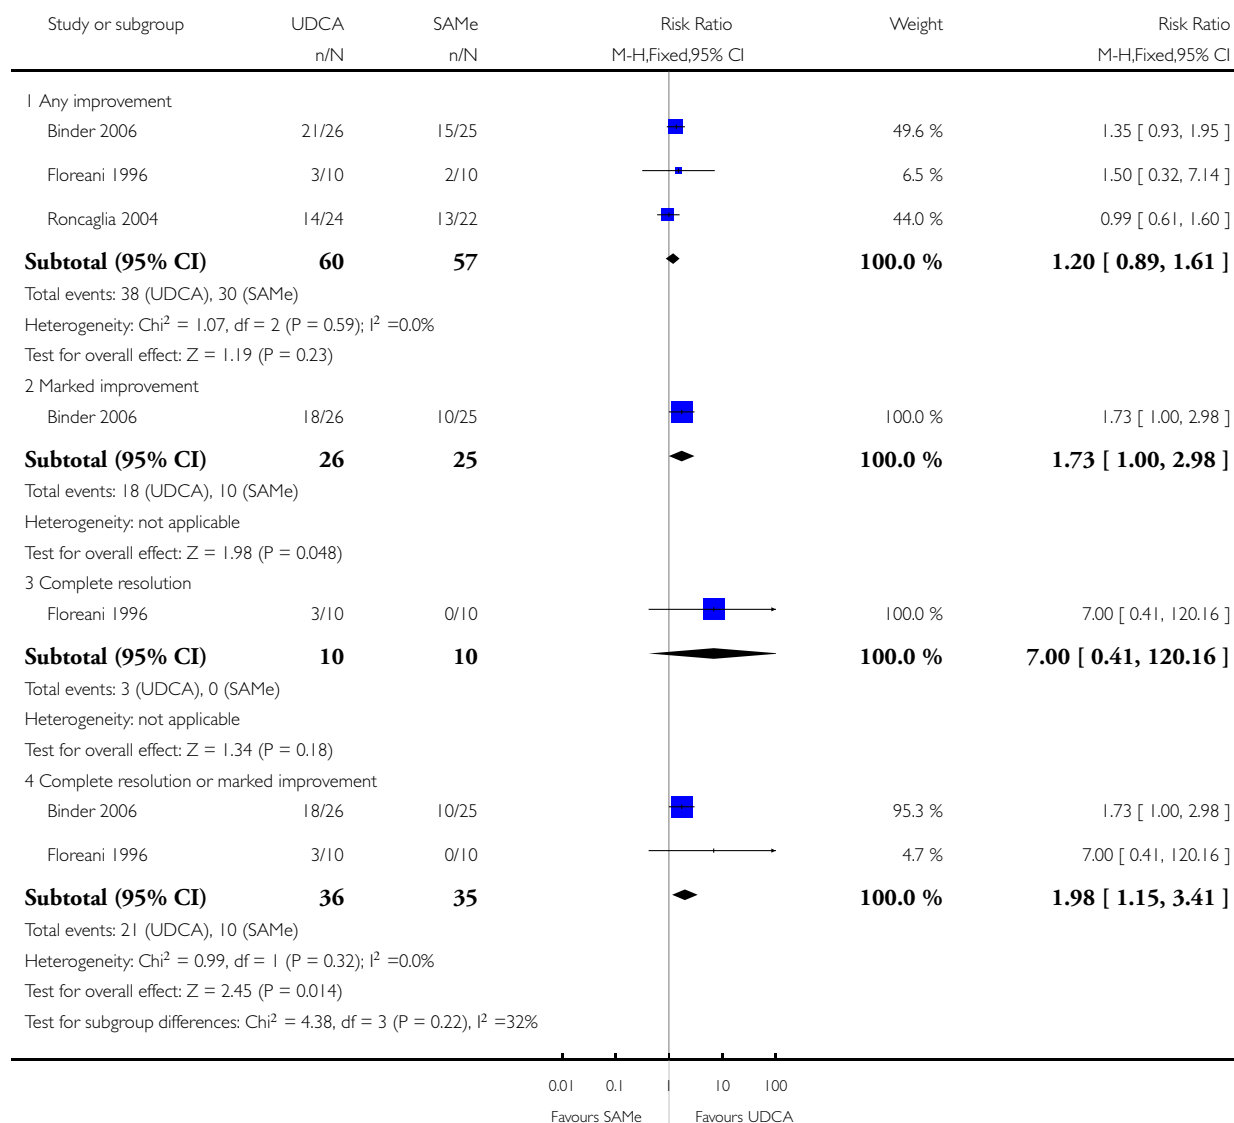 Study or subgroup UDCA SAMe Risk Ratio Weight Risk Ratio
n/N n/N M-H,Fixed,95% CI M-H,Fixed,95% CI
1 Any improvement
Binder 2006 21/26 15/25 49.6 % 1.35 [ 0.93, 1.95 ]
Floreani 1996 3/10 2/10 6.5 % 1.50 [ 0.32, 7.14 ]
Roncaglia 2004 14/24 13/22 44.0 % 0.99 [ 0.61, 1.60 ]
Subtotal (95% CI) 60 57 100.0 % 1.20 [ 0.89, 1.61 ]
Total events: 38 (UDCA), 30 (SAMe)
Heterogeneity: Chi² = 1.07, df = 2 (P = 0.59); I² =0.0%
Test for overall effect: Z = 1.19 (P = 0.23)
2 Marked improvement
Binder 2006 18/26 10/25 100.0 % 1.73 [ 1.00, 2.98 ]
Subtotal (95% CI) 26 25 100.0 % 1.73 [ 1.00, 2.98 ]
Total events: 18 (UDCA), 10 (SAMe)
Heterogeneity: not applicable
Test for overall effect: Z = 1.98 (P = 0.048)
3 Complete resolution
Floreani 1996 3/10 0/10 100.0 % 7.00 [ 0.41, 120.16 ]
Subtotal (95% CI) 10 10 100.0 % 7.00 [ 0.41, 120.16 ]
Total events: 3 (UDCA), 0 (SAMe)
Heterogeneity: not applicable
Test for overall effect: Z = 1.34 (P = 0.18)
4 Complete resolution or marked improvement
Binder 2006 18/26 10/25 95.3 % 1.73 [ 1.00, 2.98 ]
Floreani 1996 3/10 0/10 4.7 % 7.00 [ 0.41, 120.16 ]
Subtotal (95% CI) 36 35 100.0 % 1.98 [ 1.15, 3.41 ]
Total events: 21 (UDCA), 10 (SAMe)
Heterogeneity: Chi² = 0.99, df = 1 (P = 0.32); I² =0.0%
Test for overall effect: Z = 2.45 (P = 0.014)
Test for subgroup differences: Chi² = 4.38, df = 3 (P = 0.22), I² =32%
0.01 0.1 1 10 100
Favours SAMe Favours UDCA